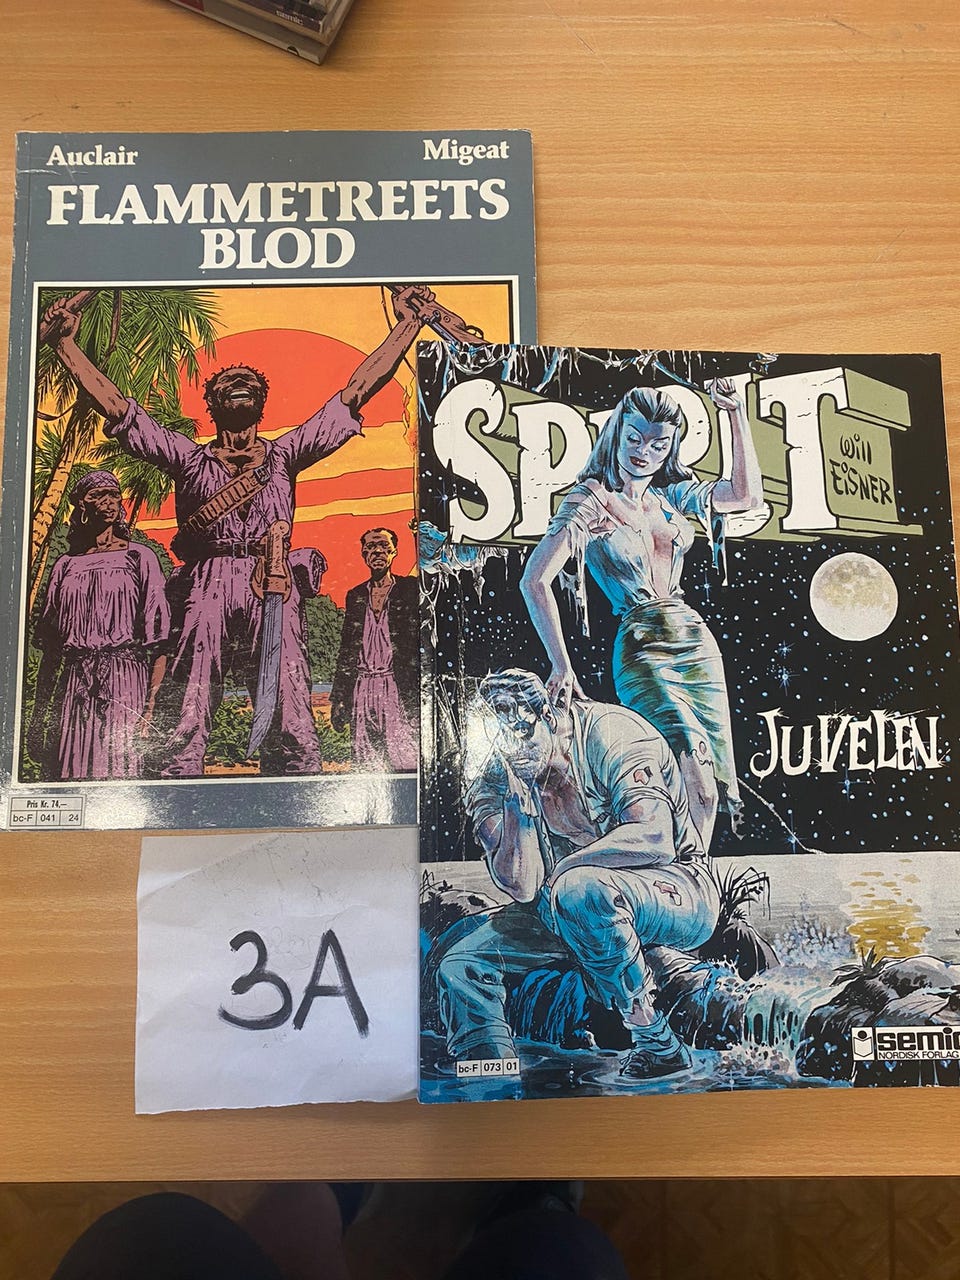 semic
Auclair Migeat
FLAMMETREETS
BLOD
Pris Kr. 74,—
bc-F 041 24
SPIRIT
Will
EISNER
JUVELEN
semic
NORDISK FORLAG
bc-F 073 01
3A